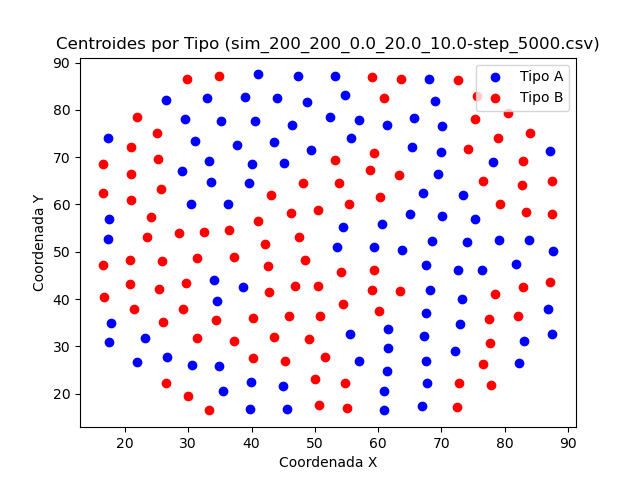 Centroides por Tipo (sim_200_200_0.0_20.0_10.0-step_5000.csv)
Tipo A
Tipo B
90
80
70
60
50
40
30
20
Coordenada Y
20 30 40 50 60 70 80 90
Coordenada X